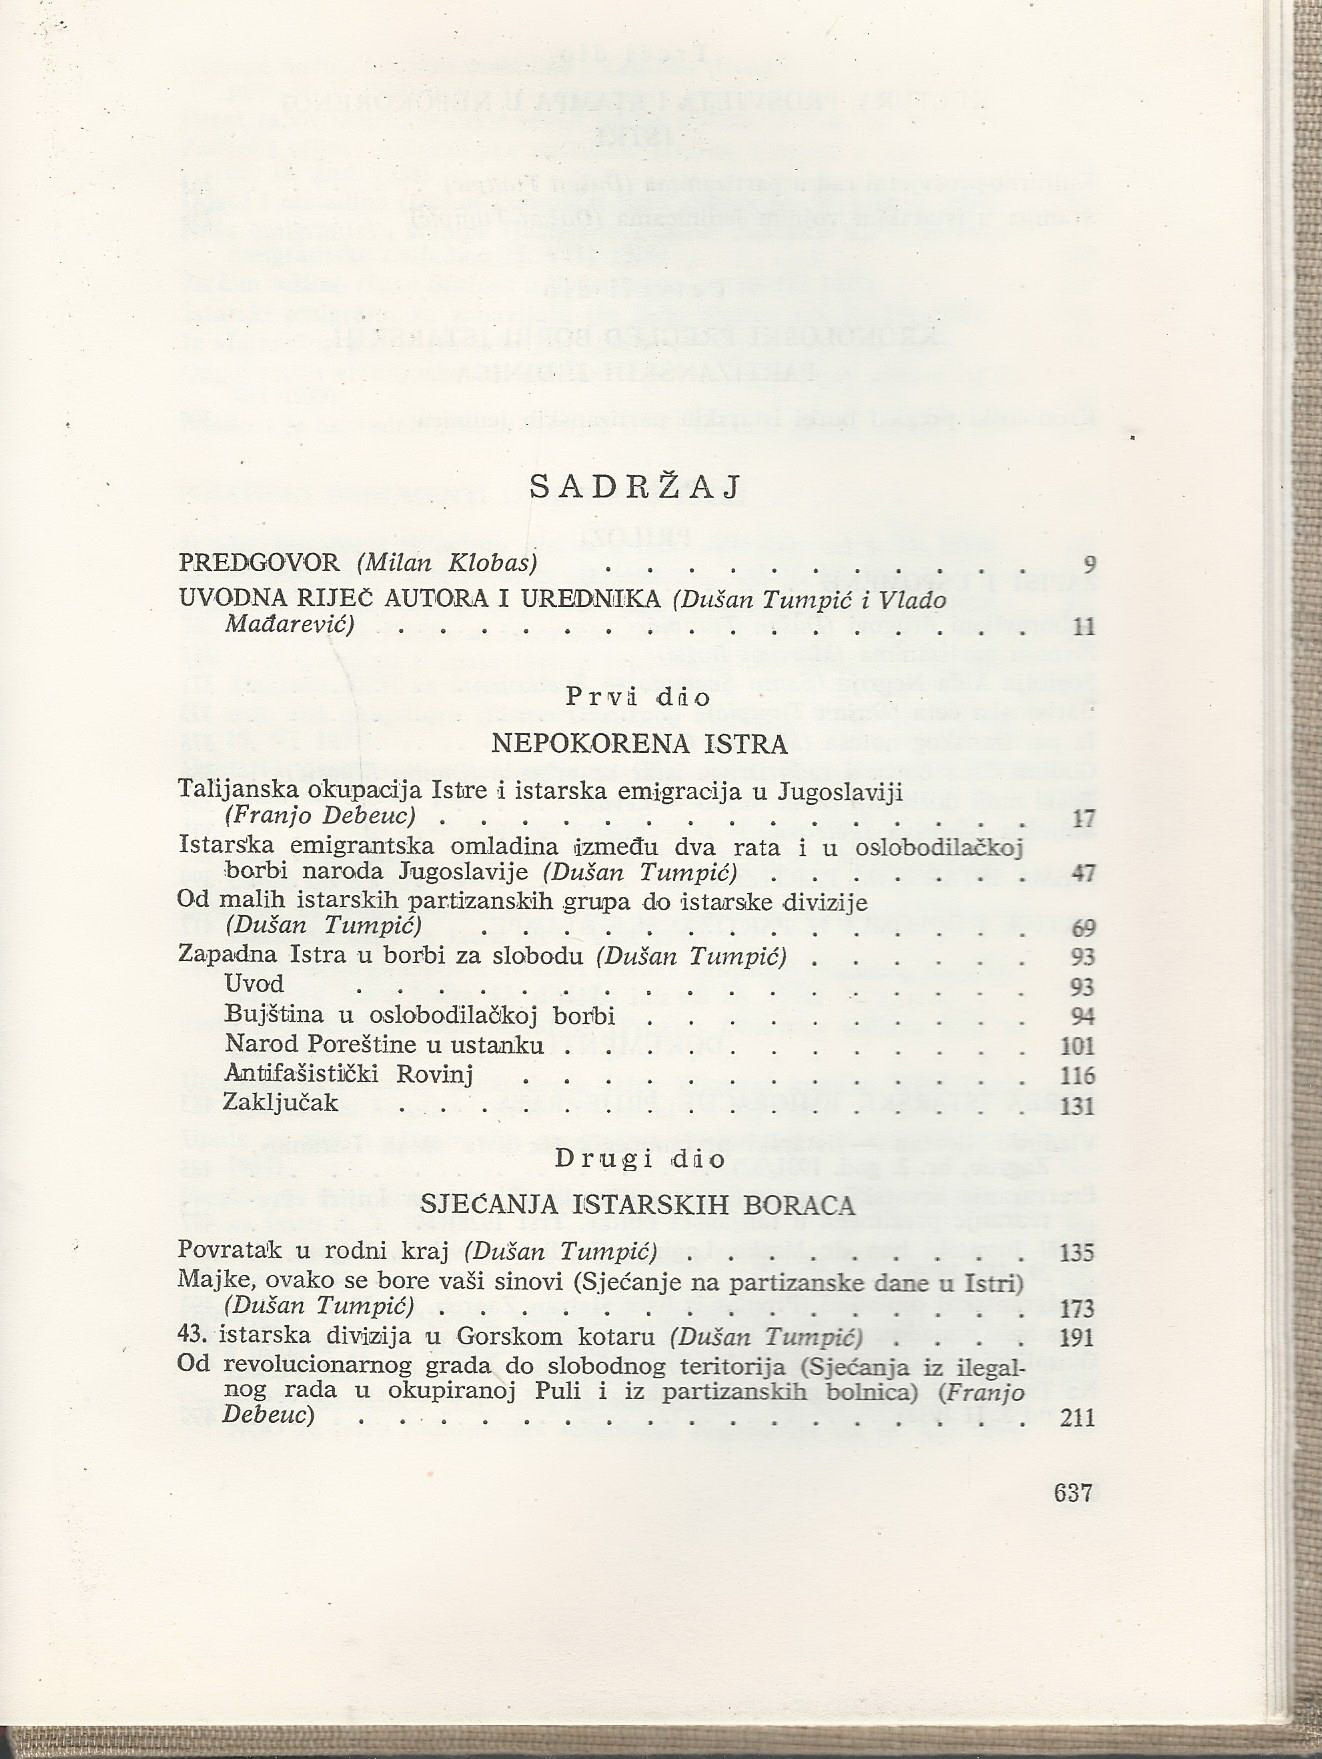 SADRŽAJ
PREDGOVOR (Milan Klobas) . . . . . . . . . . . 9
UVODNA RIJEČ AUTORA I UREDNIKA (Dušan Tumpić i Vlado
Mađarević) . . . . . . . . . . . . . . . . 11
Prvi dio
NEPOKORENA ISTRA
Talijanska okupacija Istre i istarska emigracija u Jugoslaviji
(Franjo Debeuc) . . . . . . . . . . . . . . . 17
Istarska emigrantska omladina između dva rata i u oslobodilačkoj
borbi naroda Jugoslavije (Dušan Tumpić) . . . . . . . 47
Od malih istarskih partizanskih grupa do istarske divizije
(Dušan Tumpić) . . . . . . . . . . . . . . 69
Zapadna Istra u borbi za slobodu (Dušan Tumpić) . . . . . . 93
Uvod . . . . . . . . . . . . . . . . . 93
Bujština u oslobodilačkoj borbi . . . . . . . . . . 94
Narod Poreštine u ustanku . . . . . . . . . . . . 101
Antifašistički Rovinj . . . . . . . . . . . . . 116
Zaključak . . . . . . . . . . . . . . . . 131
Drugi dio
SJEĆANJA ISTARSKIH BORACA
Povratak u rodni kraj (Dušan Tumpić) . . . . . . . . . 135
Majke, ovako se bore vaši sinovi (Sjećanje na partizanske dane u Istri)
(Dušan Tumpić) . . . . . . . . . . . . . . . 173
43. istarska divizija u Gorskom kotaru (Dušan Tumpić) . . . . 191
Od revolucionarnog grada do slobodnog teritorija (Sjećanja iz ilegal-
nog rada u okupiranoj Puli i iz partizanskih bolnica) (Franjo
Debeuc) . . . . . . . . . . . . . . . . . 211
637